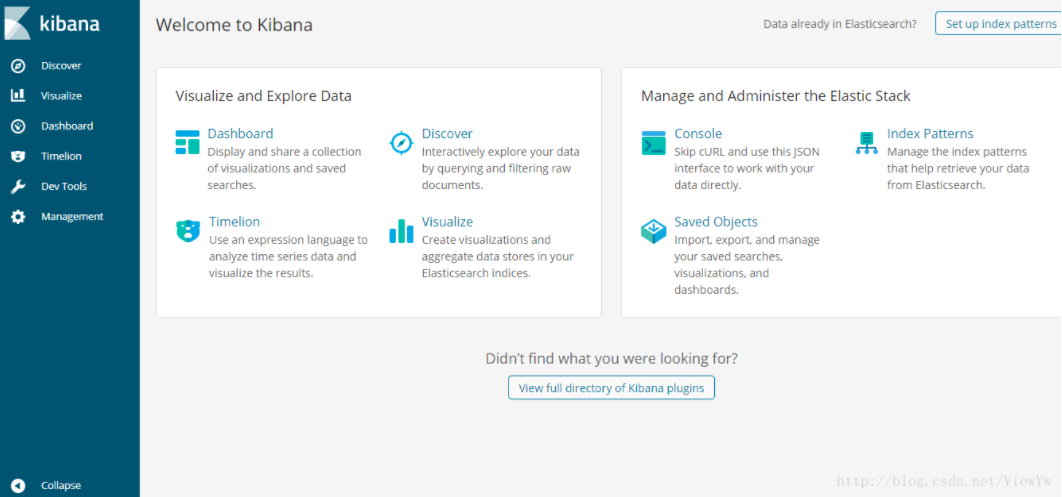 kibana
Discover
Visualize
Dashboard
Timelion
Dev Tools
Management
Collapse
Welcome to Kibana
Data already in Elasticsearch?
Set up index patterns
Visualize and Explore Data
Dashboard
Display and share a collection
of visualizations and saved
searches.
Discover
Interactively explore your data
by querying and filtering raw
documents.
Timelion
Use an expression language to
analyze time series data and
visualize the results.
Visualize
Create visualizations and
aggregate data stores in your
Elasticsearch indices.
Manage and Administer the Elastic Stack
Console
Skip cURL and use this JSON
interface to work with your
data directly.
Index Patterns
Manage the index patterns
that help retrieve your data
from Elasticsearch.
Saved Objects
Import, export, and manage
your saved searches,
visualizations, and
dashboards.
Didn't find what you were looking for?
View full directory of Kibana plugins
http://blog.csdn.net/ViewYw